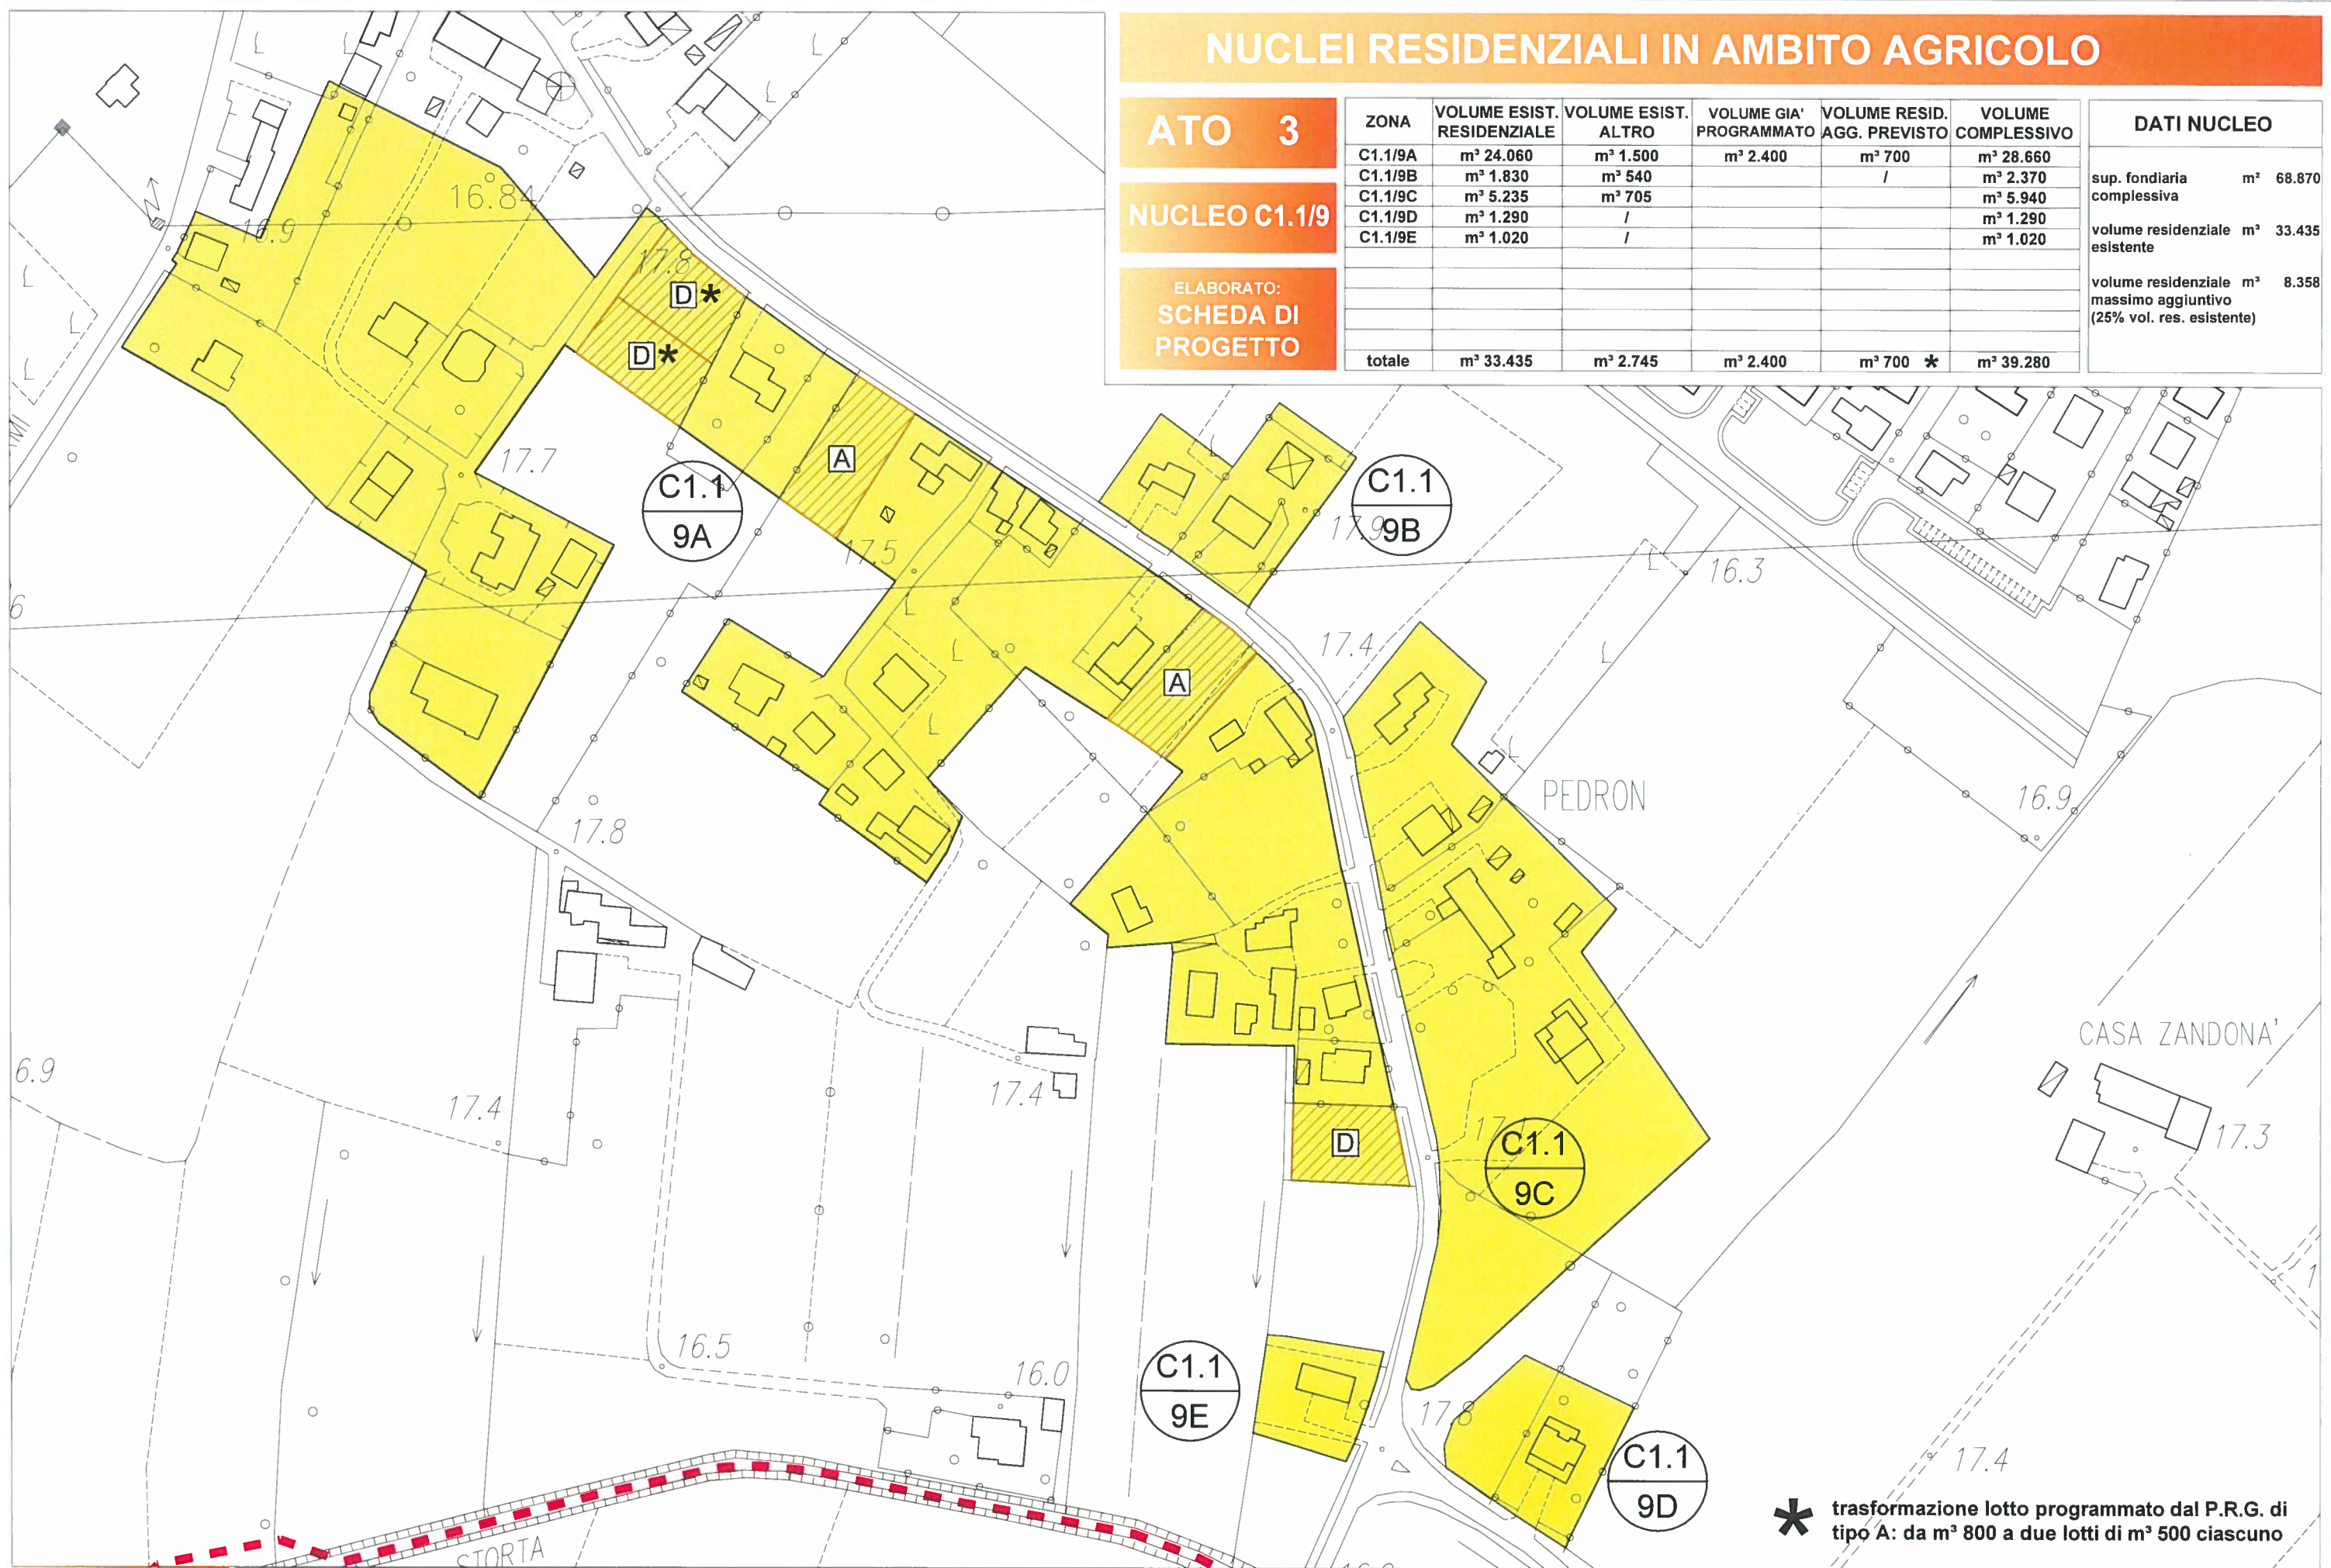 NUCLEI RESIDENZIALI IN AMBITO AGRICOLO
ATO 3
NUCLEO C1.1/9
ELABORATO:
SCHEDA DI
PROGETTO
ZONA VOLUME ESIST. RESIDENZIALE VOLUME ESIST. ALTRO VOLUME GIA' PROGRAMMATO VOLUME RESID. AGG. PREVISTO VOLUME COMPLESSIVO
C1.1/9A m³ 24.060 m³ 1.500 m³ 2.400 m³ 700 m³ 28.660
C1.1/9B m³ 1.830 m³ 540 / m³ 2.370
C1.1/9C m³ 5.235 m³ 705 m³ 5.940
C1.1/9D m³ 1.290 / m³ 1.290
C1.1/9E m³ 1.020 / m³ 1.020
totale m³ 33.435 m³ 2.745 m³ 2.400 m³ 700 * m³ 39.280
DATI NUCLEO
sup. fondiaria m² 68.870
complessiva
volume residenziale m³ 33.435
esistente
volume residenziale m³ 8.358
massimo aggiuntivo
(25% vol. res. esistente)
16.84
16.9
17.8
D *
D *
A
17.7
C1.1
9A
17.5
C1.1
9B
17.9
16.3
17.4
6
A
PEDRON
16.9
17.8
CASA ZANDONA'
17.3
6.9
17.4
17.4
D
C1.1
9C
16.5
16.0
C1.1
9E
17.8
C1.1
9D
17.4
STORTA
* trasformazione lotto programmato dal P.R.G. di
tipo A: da m³ 800 a due lotti di m³ 500 ciascuno